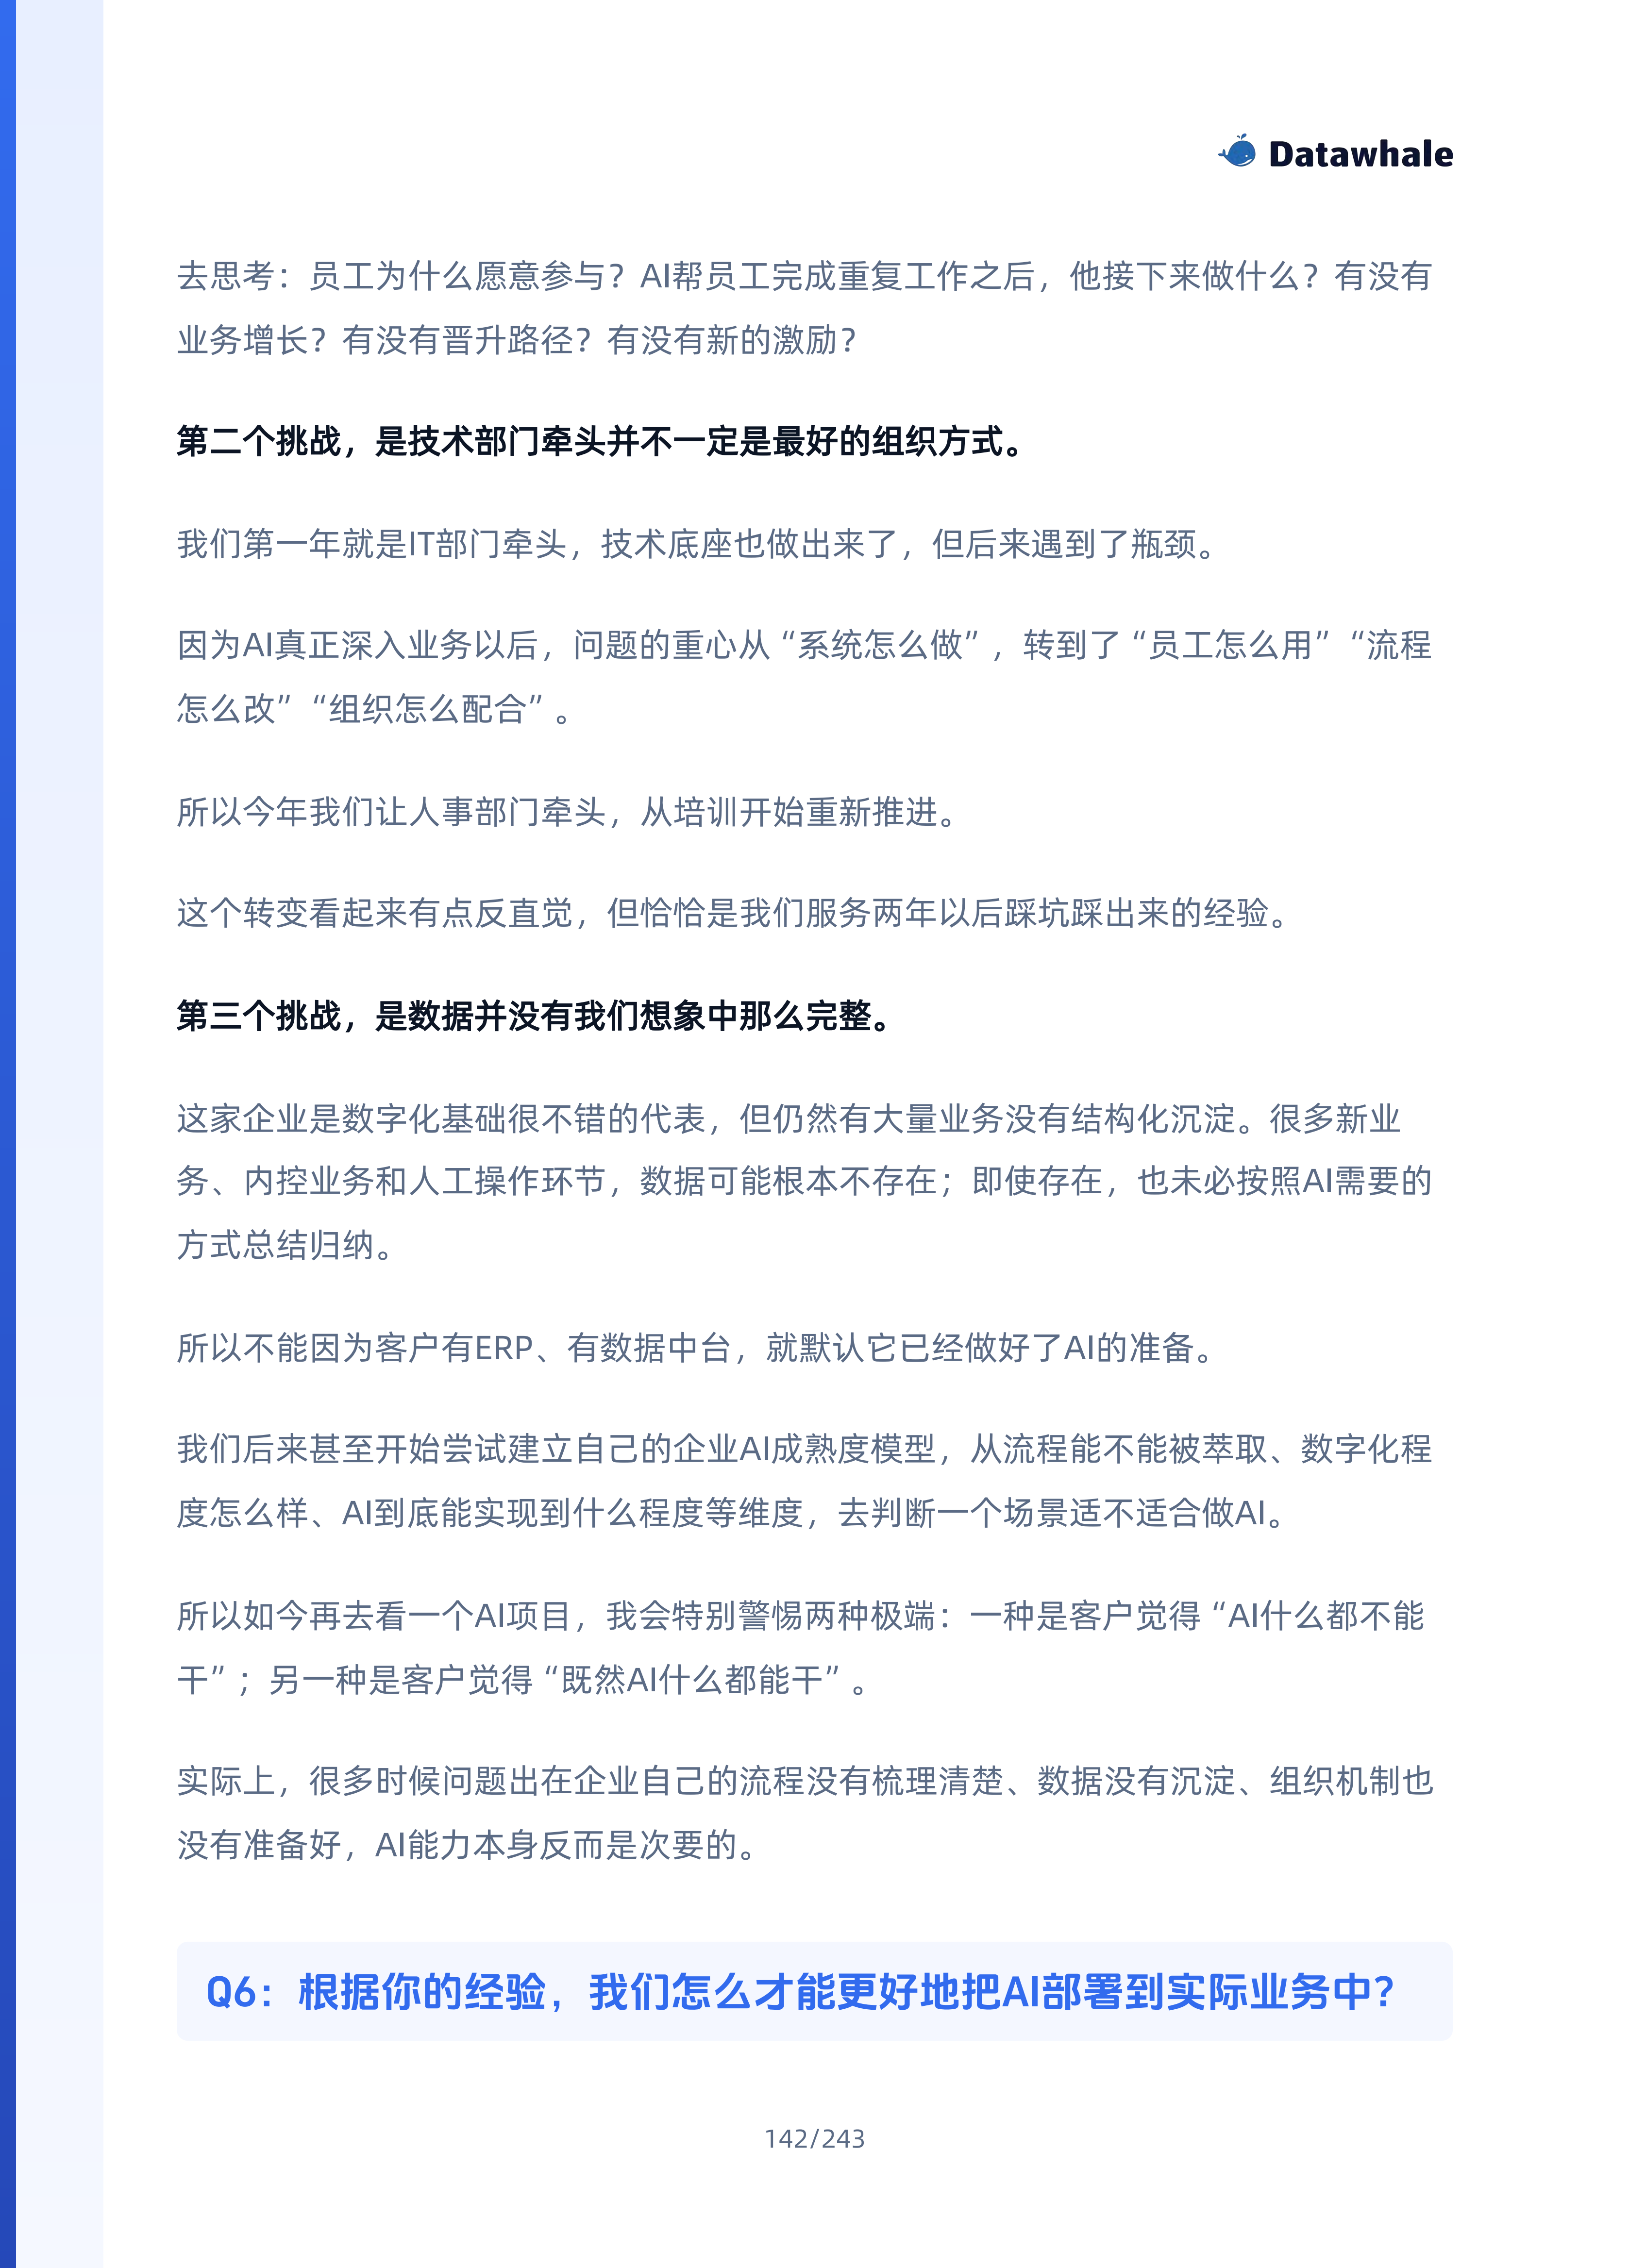 Datawhale
去思考：员工为什么愿意参与？AI帮员工完成重复工作之后，他接下来做什么？有没有
业务增长？有没有晋升路径？有没有新的激励？
第二个挑战，是技术部门牵头并不一定是最好的组织方式。
我们第一年就是IT部门牵头，技术底座也做出来了，但后来遇到了瓶颈。
因为AI真正深入业务以后，问题的重心从“系统怎么做”，转到了“员工怎么用”“流程
怎么改”“组织怎么配合”。
所以今年我们让人事部门牵头，从培训开始重新推进。
这个转变看起来有点反直觉，但恰恰是我们服务两年以后踩坑踩出来的经验。
第三个挑战，是数据并没有我们想象中那么完整。
这家企业是数字化基础很不错的代表，但仍然有大量业务没有结构化沉淀。很多新业
务、内控业务和人工操作环节，数据可能根本不存在；即使存在，也未必按照AI需要的
方式总结归纳。
所以不能因为客户有ERP、有数据中台，就默认它已经做好了AI的准备。
我们后来甚至开始尝试建立自己的企业AI成熟度模型，从流程能不能被萃取、数字化程
度怎么样、AI到底能实现到什么程度等维度，去判断一个场景适不适合做AI。
所以如今再去看一个AI项目，我会特别警惕两种极端：一种是客户觉得“AI什么都不能
干”；另一种是客户觉得“既然AI什么都能干”。
实际上，很多时候问题出在企业自己的流程没有梳理清楚、数据没有沉淀、组织机制也
没有准备好，AI能力本身反而是次要的。
Q6：根据你的经验，我们怎么才能更好地把AI部署到实际业务中？
142/243